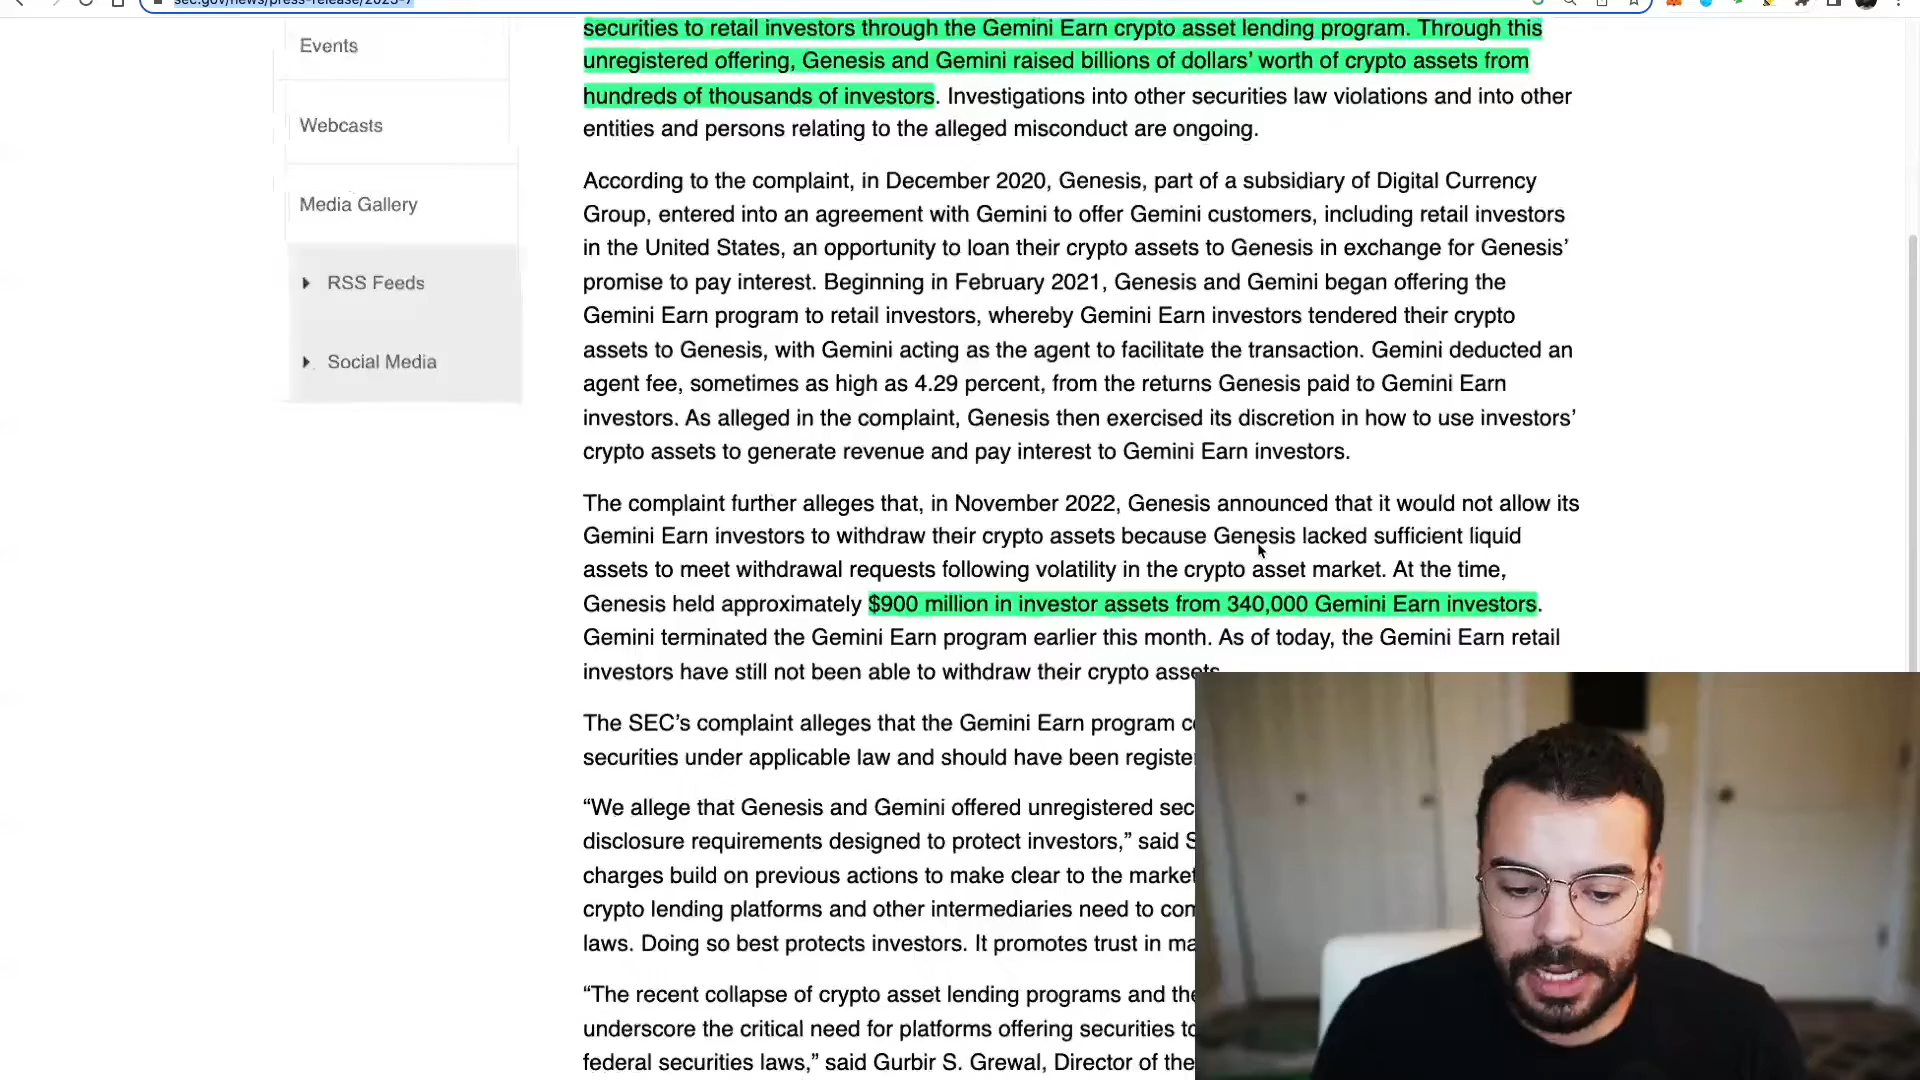 sec.gov/news/press-release/2023-7
Events
Webcasts
Media Gallery
RSS Feeds
Social Media
securities to retail investors through the Gemini Earn crypto asset lending program. Through this
unregistered offering, Genesis and Gemini raised billions of dollars’ worth of crypto assets from
hundreds of thousands of investors. Investigations into other securities law violations and into other
entities and persons relating to the alleged misconduct are ongoing.
According to the complaint, in December 2020, Genesis, part of a subsidiary of Digital Currency
Group, entered into an agreement with Gemini to offer Gemini customers, including retail investors
in the United States, an opportunity to loan their crypto assets to Genesis in exchange for Genesis’
promise to pay interest. Beginning in February 2021, Genesis and Gemini began offering the
Gemini Earn program to retail investors, whereby Gemini Earn investors tendered their crypto
assets to Genesis, with Gemini acting as the agent to facilitate the transaction. Gemini deducted an
agent fee, sometimes as high as 4.29 percent, from the returns Genesis paid to Gemini Earn
investors. As alleged in the complaint, Genesis then exercised its discretion in how to use investors’
crypto assets to generate revenue and pay interest to Gemini Earn investors.
The complaint further alleges that, in November 2022, Genesis announced that it would not allow its
Gemini Earn investors to withdraw their crypto assets because Genesis lacked sufficient liquid
assets to meet withdrawal requests following volatility in the crypto asset market. At the time,
Genesis held approximately $900 million in investor assets from 340,000 Gemini Earn investors.
Gemini terminated the Gemini Earn program earlier this month. As of today, the Gemini Earn retail
investors have still not been able to withdraw their crypto assets
The SEC’s complaint alleges that the Gemini Earn program
securities under applicable law and should have been
“We allege that Genesis and Gemini offered unregistered
disclosure requirements designed to protect investors,” said
charges build on previous actions to make clear to the market
crypto lending platforms and other intermediaries need to
laws. Doing so best protects investors. It promotes trust in
“The recent collapse of crypto asset lending programs and
underscore the critical need for platforms offering securities
federal securities laws,” said Gurbir S. Grewal, Director of the